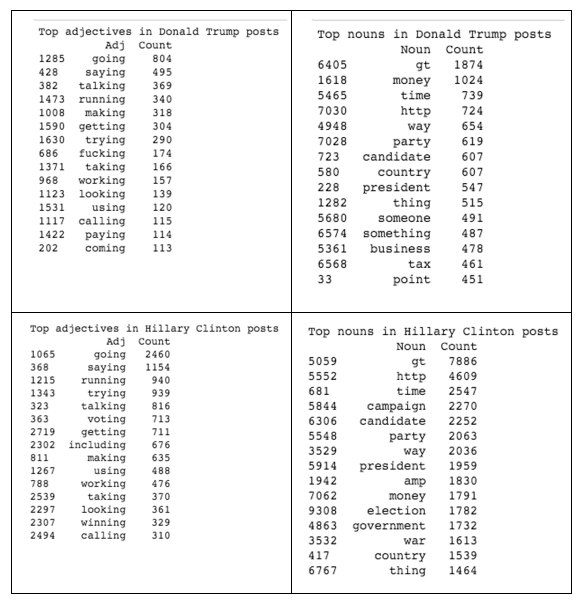 Top adjectives in Donald Trump posts
Adj Count
1285 going 804
428 saying 495
382 talking 369
1473 running 340
1008 making 318
1590 getting 304
1630 trying 290
686 fucking 174
1371 taking 166
968 working 157
1123 looking 139
1531 using 120
1117 calling 115
1422 paying 114
202 coming 113
Top nouns in Donald Trump posts
Noun Count
6405 gt 1874
1618 money 1024
5465 time 739
7030 http 724
4948 way 654
7028 party 619
723 candidate 607
580 country 607
228 president 547
1282 thing 515
5680 someone 491
6574 something 487
5361 business 478
6568 tax 461
33 point 451
Top adjectives in Hillary Clinton posts
Adj Count
1065 going 2460
368 saying 1154
1215 running 940
1343 trying 939
323 talking 816
363 voting 713
2719 getting 711
2302 including 676
811 making 635
1267 using 488
788 working 476
2539 taking 370
2297 looking 361
2307 winning 329
2494 calling 310
Top nouns in Hillary Clinton posts
Noun Count
5059 gt 7886
5552 http 4609
681 time 2547
5844 campaign 2270
6306 candidate 2252
5548 party 2063
3529 way 2036
5914 president 1959
1942 amp 1830
7062 money 1791
9308 election 1782
4863 government 1732
3532 war 1613
417 country 1539
6767 thing 1464